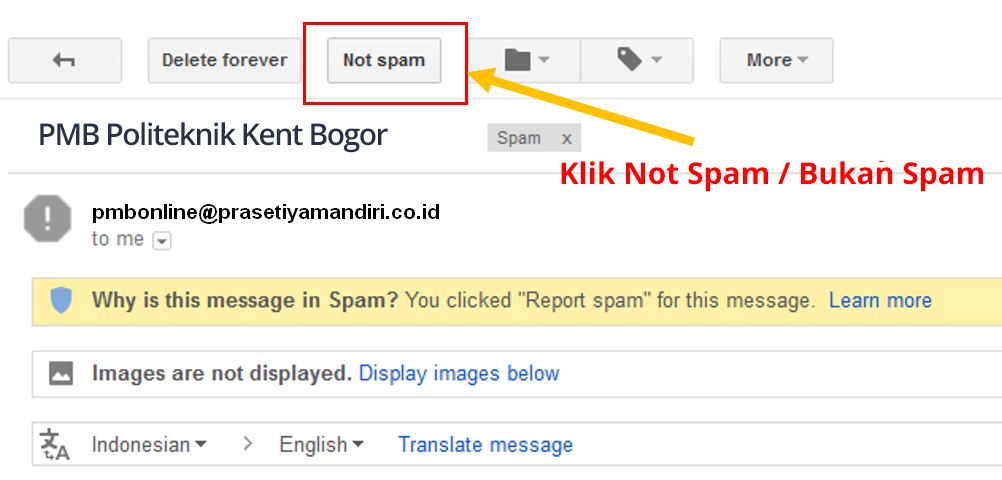 Delete forever
Not spam
More
PMB Politeknik Kent Bogor
Spam x
Klik Not Spam / Bukan Spam
pmbonline@prasetiyamandiri.co.id
to me
Why is this message in Spam? You clicked "Report spam" for this message. Learn more
Images are not displayed. Display images below
Indonesian > English Translate message